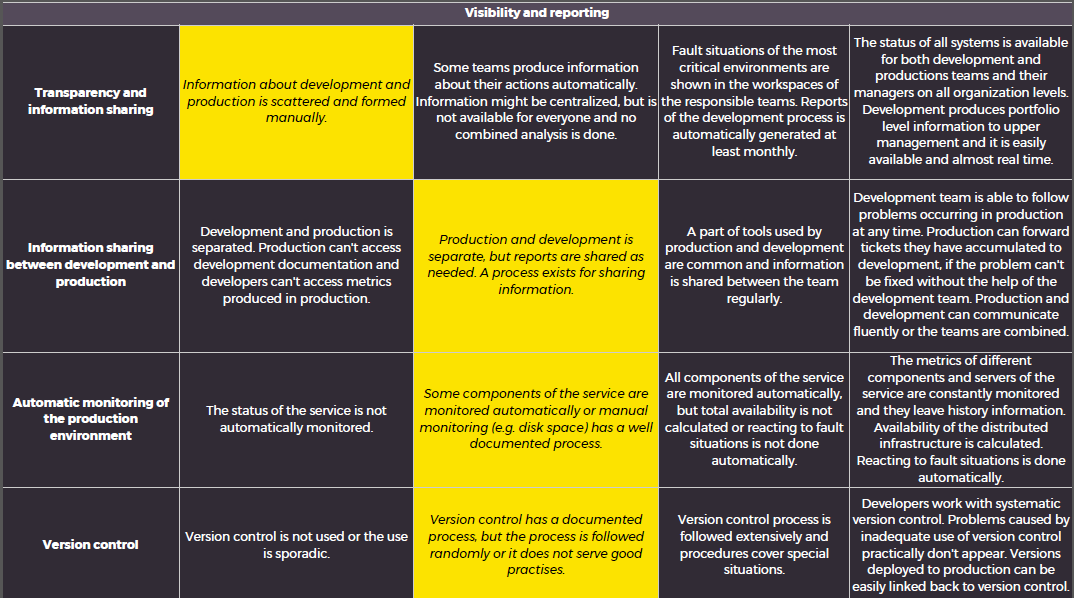 Visibility and reporting
Transparency and
information sharing
Information about development and
production is scattered and formed
manually.
Some teams produce information
about their actions automatically.
Information might be centralized, but is
not available for everyone and no
combined analysis is done.
Fault situations of the most
critical environments are
shown in the workspaces of
the responsible teams. Reports
of the development process is
automatically generated at
least monthly.
The status of all systems is available
for both development and
productions teams and their
managers on all organization levels.
Development produces portfolio
level information to upper
management and it is easily
available and almost real time.
Information sharing
between development and
production
Development and production is
separated. Production can't access
development documentation and
developers can't access metrics
produced in production.
Production and development is
separate, but reports are shared as
needed. A process exists for sharing
information.
A part of tools used by
production and development
are common and information
is shared between the team
regularly.
Development team is able to follow
problems occurring in production
at any time. Production can forward
tickets they have accumulated to
development, if the problem can't
be fixed without the help of the
development team. Production and
development can communicate
fluently or the teams are combined.
Automatic monitoring of
the production
environment
The status of the service is not
automatically monitored.
Some components of the service are
monitored automatically or manual
monitoring (e.g. disk space) has a well
documented process.
All components of the service
are monitored automatically,
but total availability is not
calculated or reacting to fault
situations is not done
automatically.
The metrics of different
components and servers of the
service are constantly monitored
and they leave history information.
Availability of the distributed
infrastructure is calculated.
Reacting to fault situations is done
automatically.
Version control
Version control is not used or the use
is sporadic.
Version control has a documented
process, but the process is followed
randomly or it does not serve good
practises.
Version control process is
followed extensively and
procedures cover special
situations.
Developers work with systematic
version control. Problems caused by
inadequate use of version control
practically don't appear. Versions
deployed to production can be
easily linked back to version control.